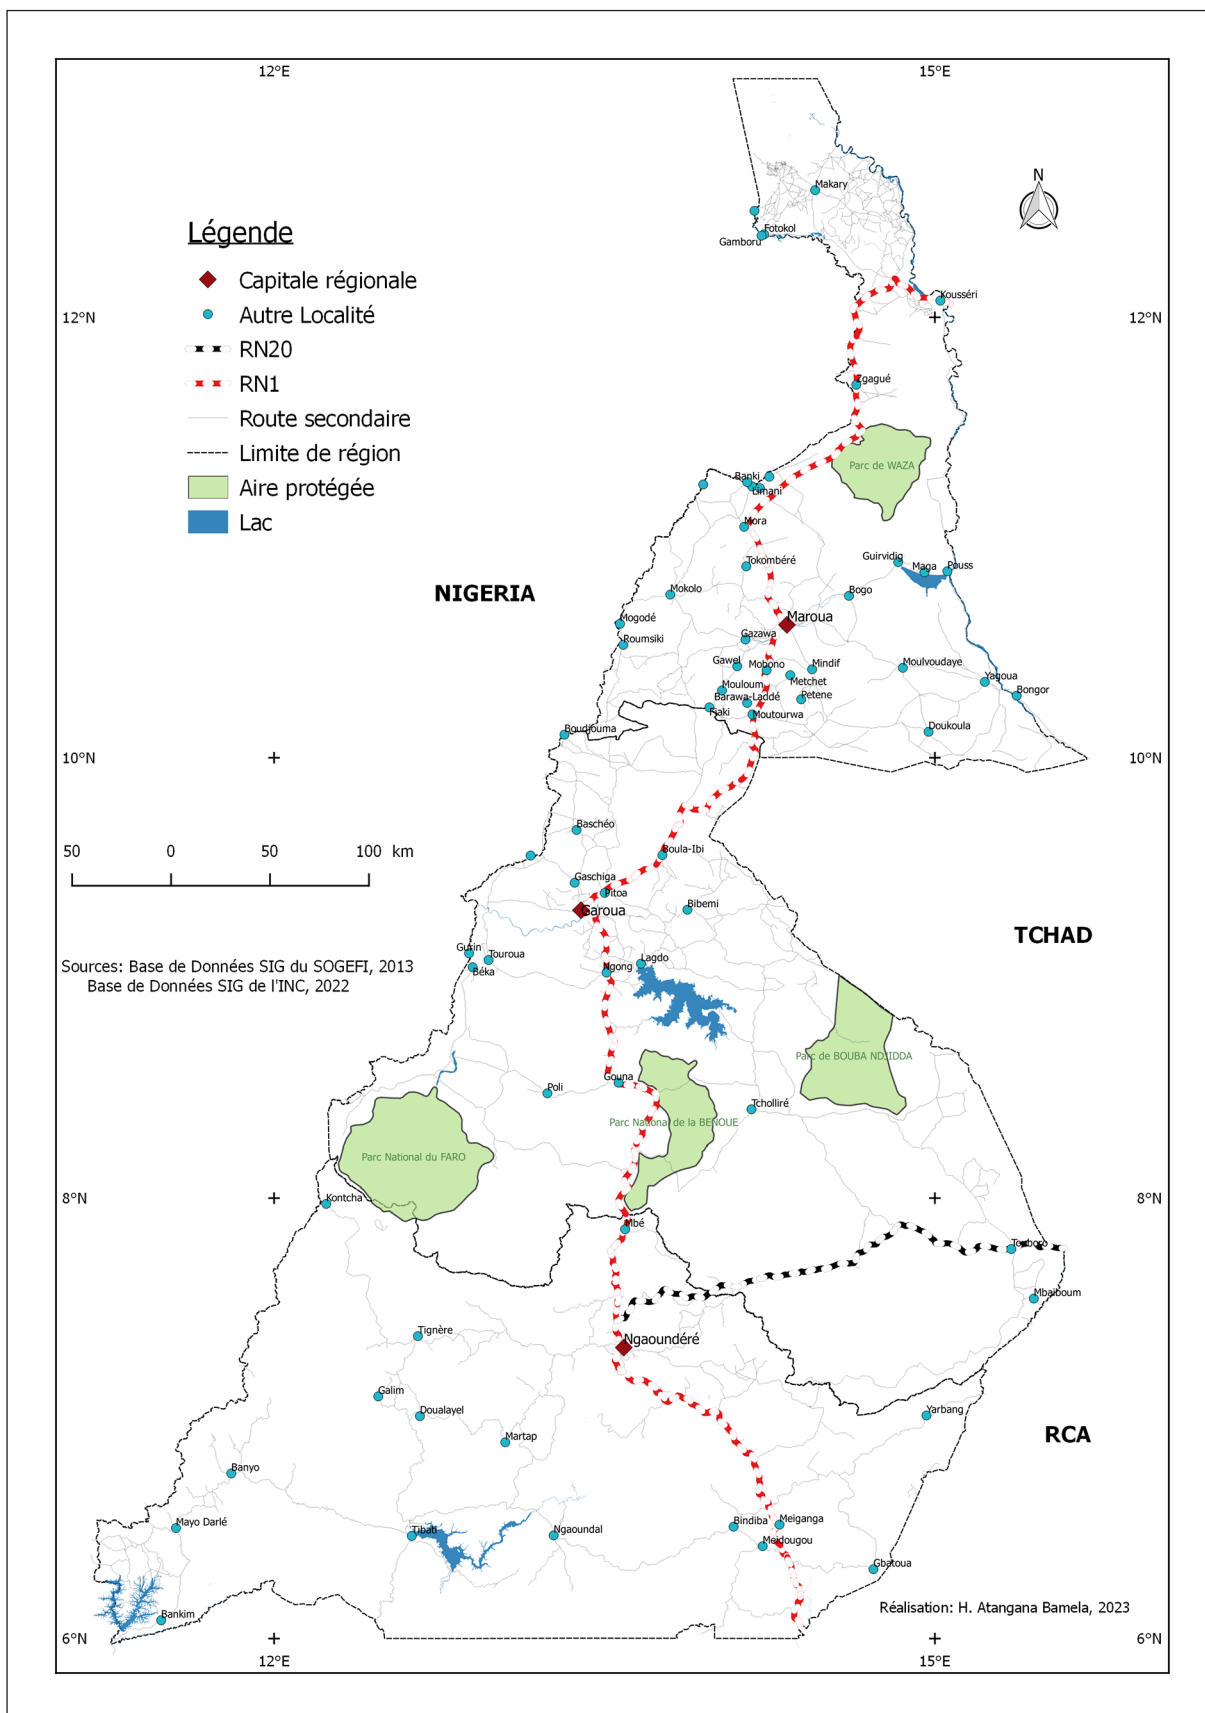 12°E
15°E
N
Makary
Fotokol
Gamboru
Légende
Capitale régionale
Autre Localité
RN20
RN1
Route secondaire
Limite de région
Aire protégée
Lac
Kousséri
12°N
12°N
Zgagué
Parc de WAZA
Banki
Limani
Mora
Tokombéré
Guirvidig
Maga
Pouss
NIGERIA
Mokolo
Bogo
Mogodé
Maroua
Roumsiki
Gazawa
Gawel
Mobono
Mindif
Moulvoudaye
Metchet
Yagoua
Mouloum
Petene
Bongor
Barawa-Laddé
Fiaki
Moutourwa
Boudjouma
Doukoula
10°N
10°N
Baschéo
50 0 50 100 km
Boula-Ibi
Gaschiga
Pitoa
Bibemi
Garoua
TCHAD
Gurin
Touroua
Béka
Ngong
Lagdo
Sources: Base de Données SIG du SOGEFI, 2013
Base de Données SIG de l'INC, 2022
Parc de BOUBA NDJIDDA
Gouna
Poli
Tcholliré
Parc National de la BENOUE
Parc National du FARO
8°N
8°N
Kontcha
Mbé
Touboro
Mbaiboum
Tignère
Ngaoundéré
Galim
Doualayel
Yarbang
RCA
Martap
Banyo
Mayo Darlé
Tibati
Ngaoundal
Bindiba
Meiganga
Meidougou
Gbatoua
Bankim
Réalisation: H. Atangana Bamela, 2023
6°N
6°N
12°E
15°E